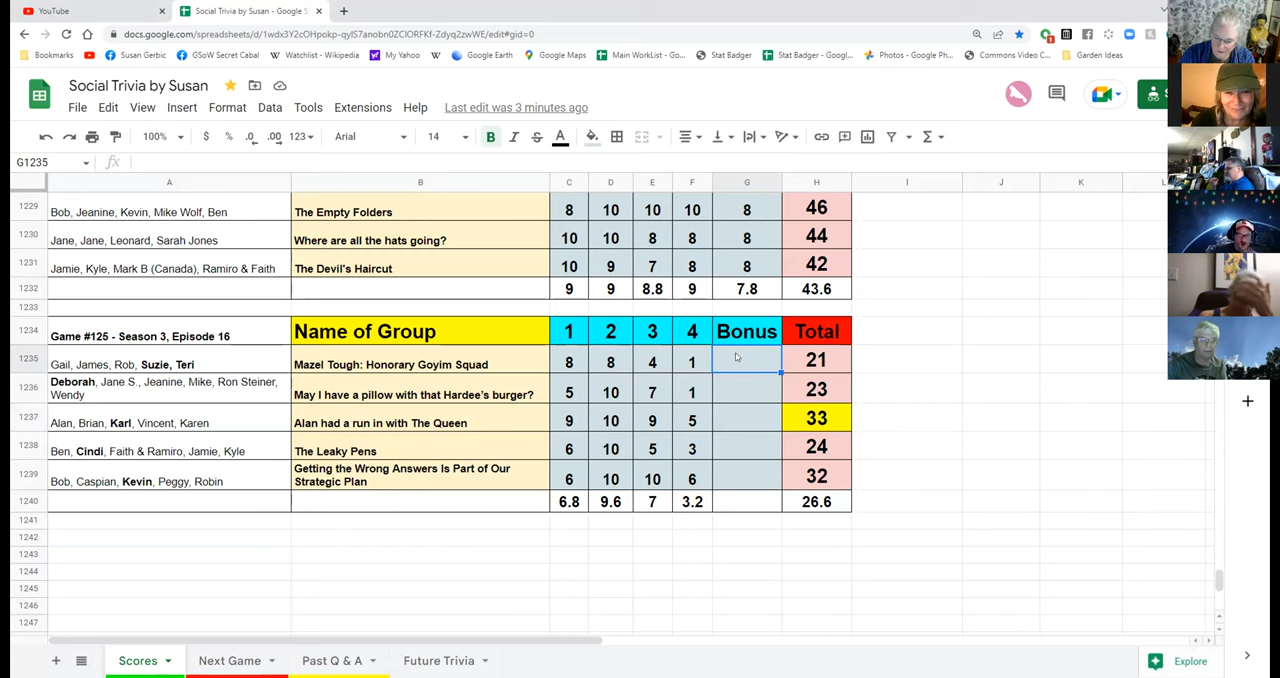 YouTube
Social Trivia by Susan - Google S
docs.google.com/spreadsheets/d/1wdx3Y2cOHpokp-qylS7anobn0ZClORFKf-Zdyq2zwWE/edit#gid=0
Bookmarks Susan Gerbic GSoW Secret Cabal Watchlist - Wikipedia My Yahoo Google Earth Google Maps Main WorkList - Go... Stat Badger Stat Badger - Googl... Photos - Google Ph... Commons Video C... Garden Ideas
Social Trivia by Susan
File Edit View Insert Format Data Tools Extensions Help Last edit was 3 minutes ago
100% $ % .0 .00 123 Arial 14 B I S A
G1235 fx
A B C D E F G H I J K
1229 Bob, Jeanine, Kevin, Mike Wolf, Ben The Empty Folders 8 10 10 10 8 46
1230 Jane, Jane, Leonard, Sarah Jones Where are all the hats going? 10 10 8 8 8 44
1231 Jamie, Kyle, Mark B (Canada), Ramiro & Faith The Devil's Haircut 10 9 7 8 8 42
1232 9 9 8.8 9 7.8 43.6
1233
1234 Game #125 - Season 3, Episode 16 Name of Group 1 2 3 4 Bonus Total
1235 Gail, James, Rob, Suzie, Teri Mazel Tough: Honorary Goyim Squad 8 8 4 1 21
1236 Deborah, Jane S., Jeanine, Mike, Ron Steiner,
Wendy May I have a pillow with that Hardee's burger? 5 10 7 1 23
1237 Alan, Brian, Karl, Vincent, Karen Alan had a run in with The Queen 9 10 9 5 33
1238 Ben, Cindi, Faith & Ramiro, Jamie, Kyle The Leaky Pens 6 10 5 3 24
1239 Bob, Caspian, Kevin, Peggy, Robin Getting the Wrong Answers Is Part of Our
Strategic Plan 6 10 10 6 32
1240 6.8 9.6 7 3.2 26.6
1241
1242
1243
1244
1245
1246
1247
Scores Next Game Past Q & A Future Trivia Explore